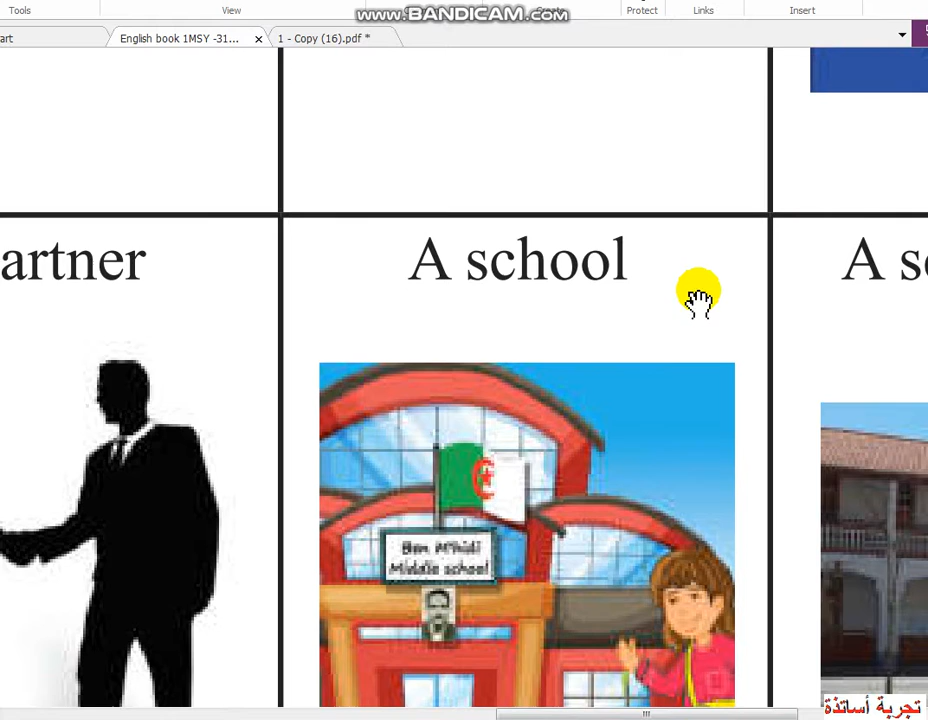 Tools View Protect Links Insert
www.BANDICAM.com
art English book 1MSY -31... 1 - Copy (16).pdf *
artner A school A s
Ben M'hidi
Middle school
تجربة أساتذة